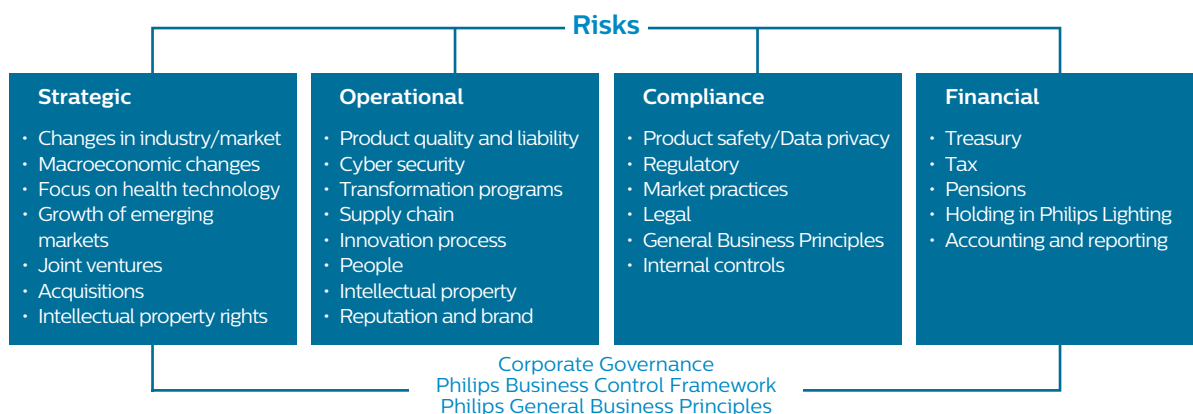 Risks
Strategic
· Changes in industry/market
· Macroeconomic changes
· Focus on health technology
· Growth of emerging
markets
· Joint ventures
· Acquisitions
· Intellectual property rights
Operational
· Product quality and liability
· Cyber security
· Transformation programs
· Supply chain
· Innovation process
· People
· Intellectual property
· Reputation and brand
Compliance
· Product safety/Data privacy
· Regulatory
· Market practices
· Legal
· General Business Principles
· Internal controls
Financial
· Treasury
· Tax
· Pensions
· Holding in Philips Lighting
· Accounting and reporting
Corporate Governance
Philips Business Control Framework
Philips General Business Principles